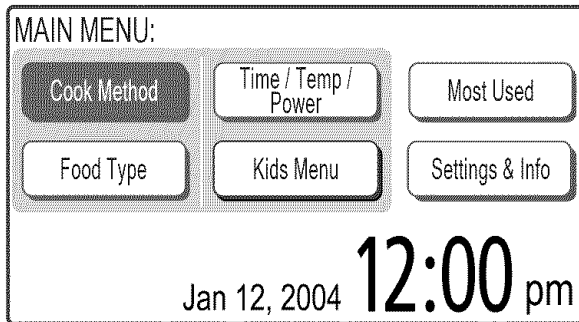 MAIN MENU:
Cook Method
Time / Temp /
Power
Most Used
Food Type
Kids Menu
Settings & Info
Jan 12, 2004 12:00 pm